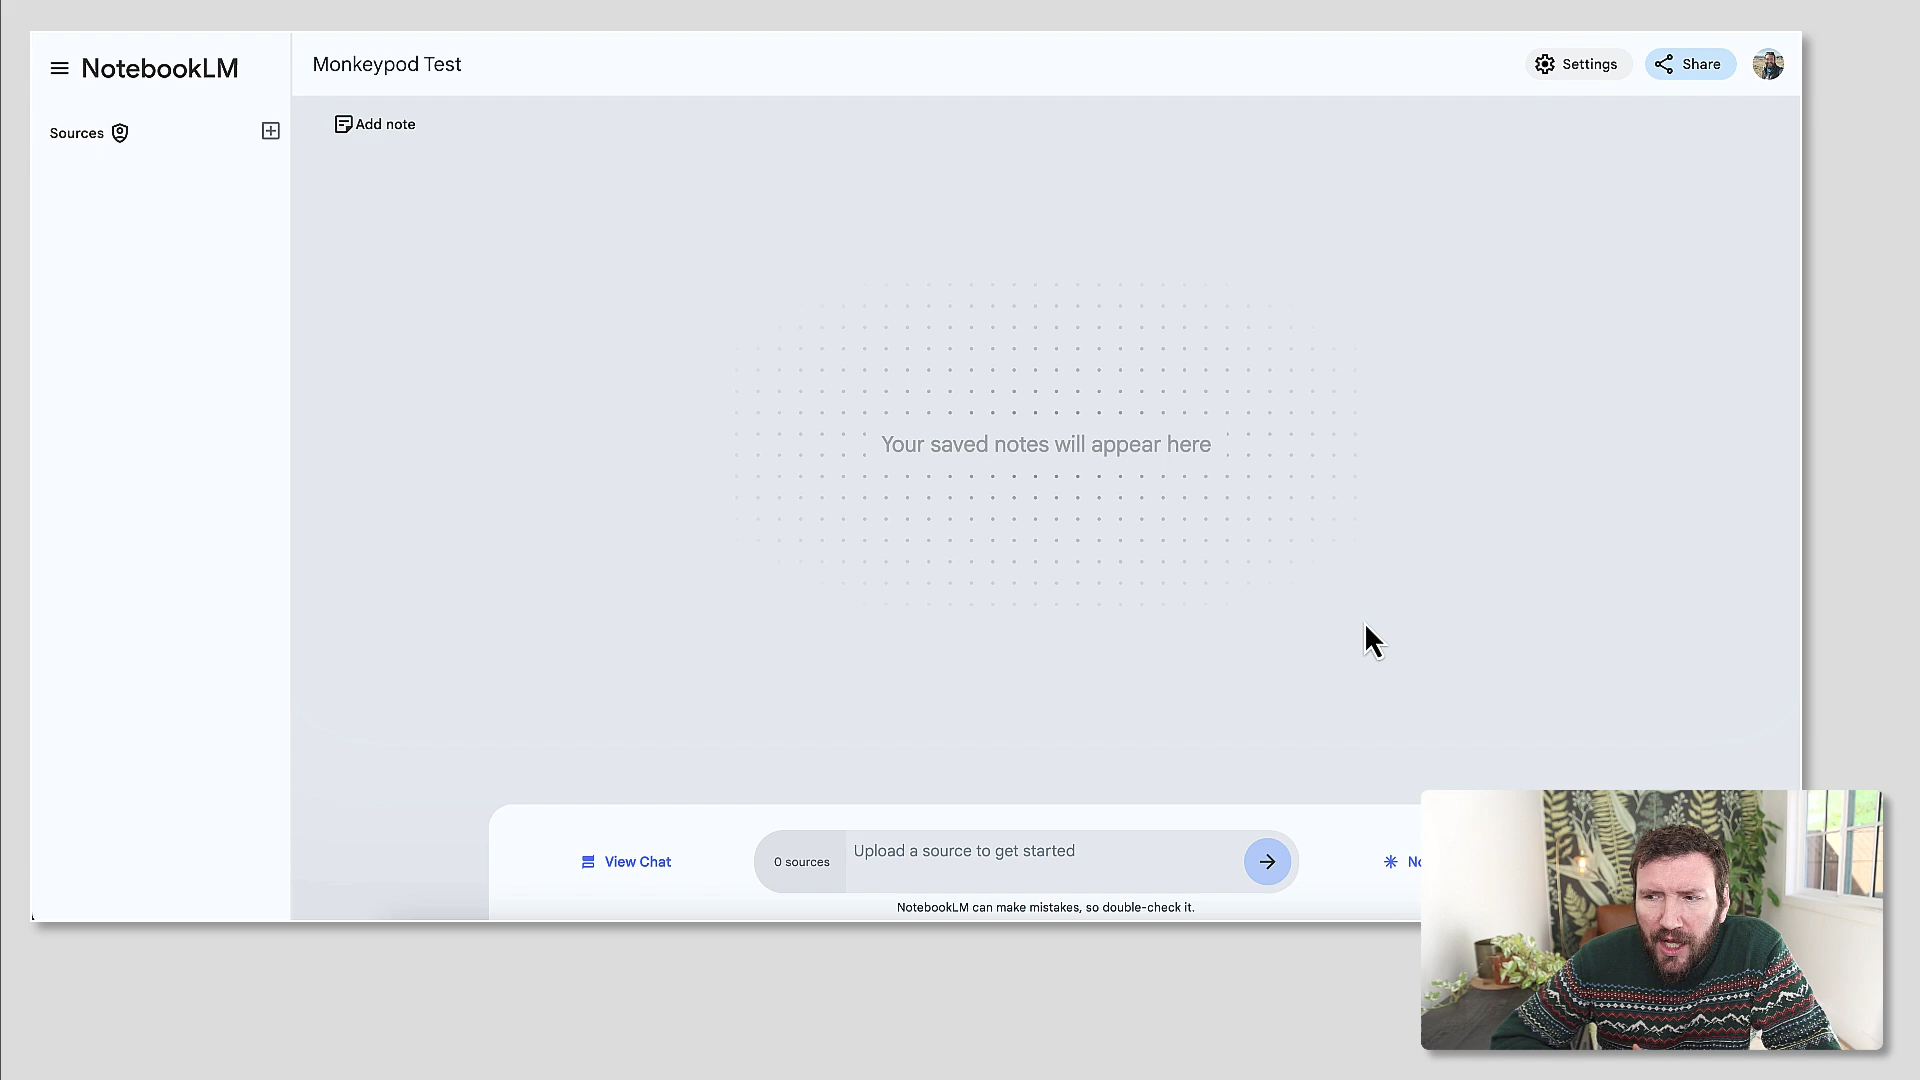 NotebookLM
Monkeypod Test
Settings
Share
Sources
Add note
Your saved notes will appear here
View Chat
0 sources
Upload a source to get started
NotebookLM can make mistakes, so double-check it.